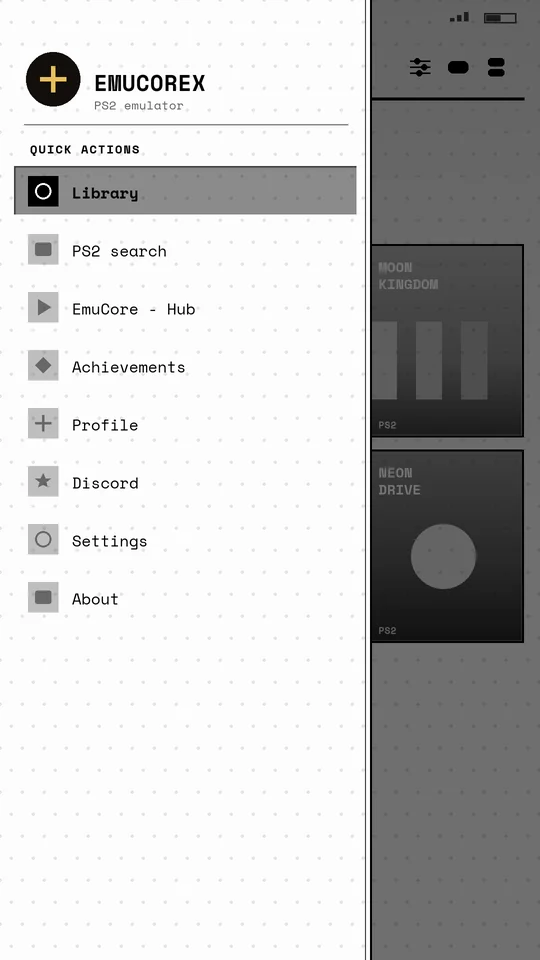 EMUCOREX
PS2 emulator
QUICK ACTIONS
Library
PS2 search
EmuCore - Hub
Achievements
Profile
Discord
Settings
About
MOON
KINGDOM
PS2
NEON
DRIVE
PS2